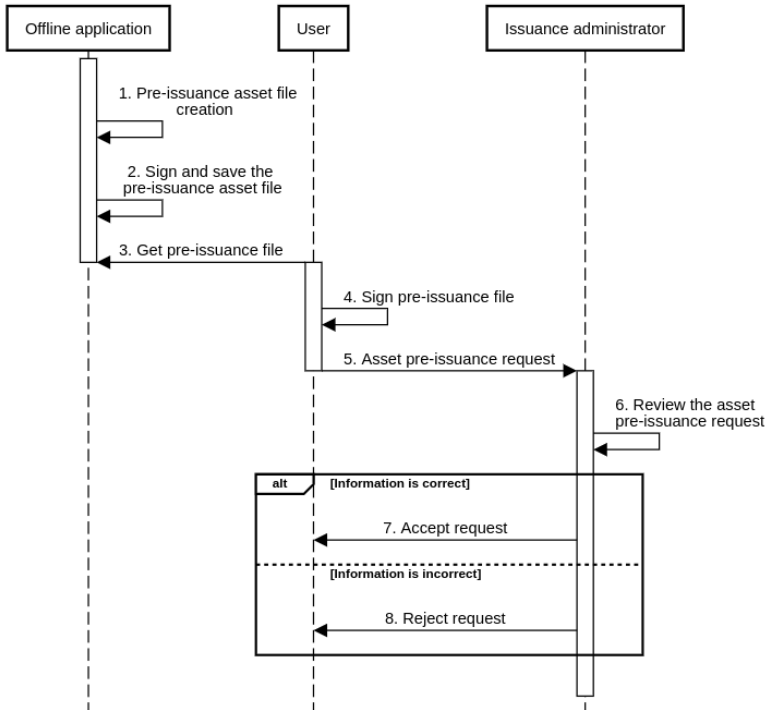 Offline application
User
Issuance administrator
1. Pre-issuance asset file
creation
2. Sign and save the
pre-issuance asset file
3. Get pre-issuance file
4. Sign pre-issuance file
5. Asset pre-issuance request
6. Review the asset
pre-issuance request
alt
[Information is correct]
7. Accept request
[Information is incorrect]
8. Reject request